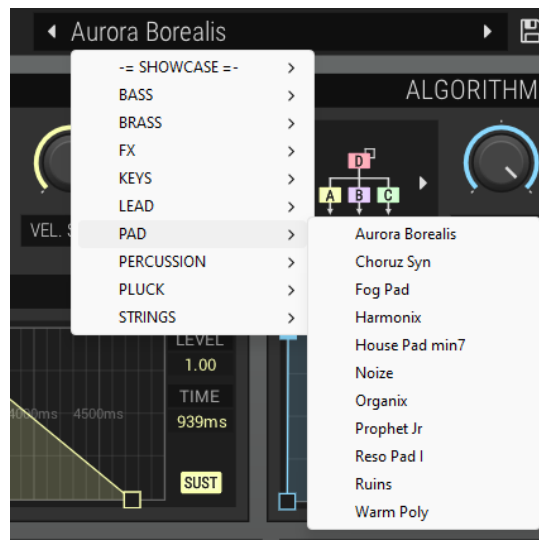 Aurora Borealis
-= SHOWCASE =-
BASS
BRASS
FX
KEYS
LEAD
PAD
PERCUSSION
PLUCK
STRINGS
Aurora Borealis
Choruz Syn
Fog Pad
Harmonix
House Pad min7
Noize
Organix
Prophet Jr
Reso Pad I
Ruins
Warm Poly
ALGORITHM
D
A B C
VEL.
LEVEL
1.00
TIME
939ms
4500ms
SUST